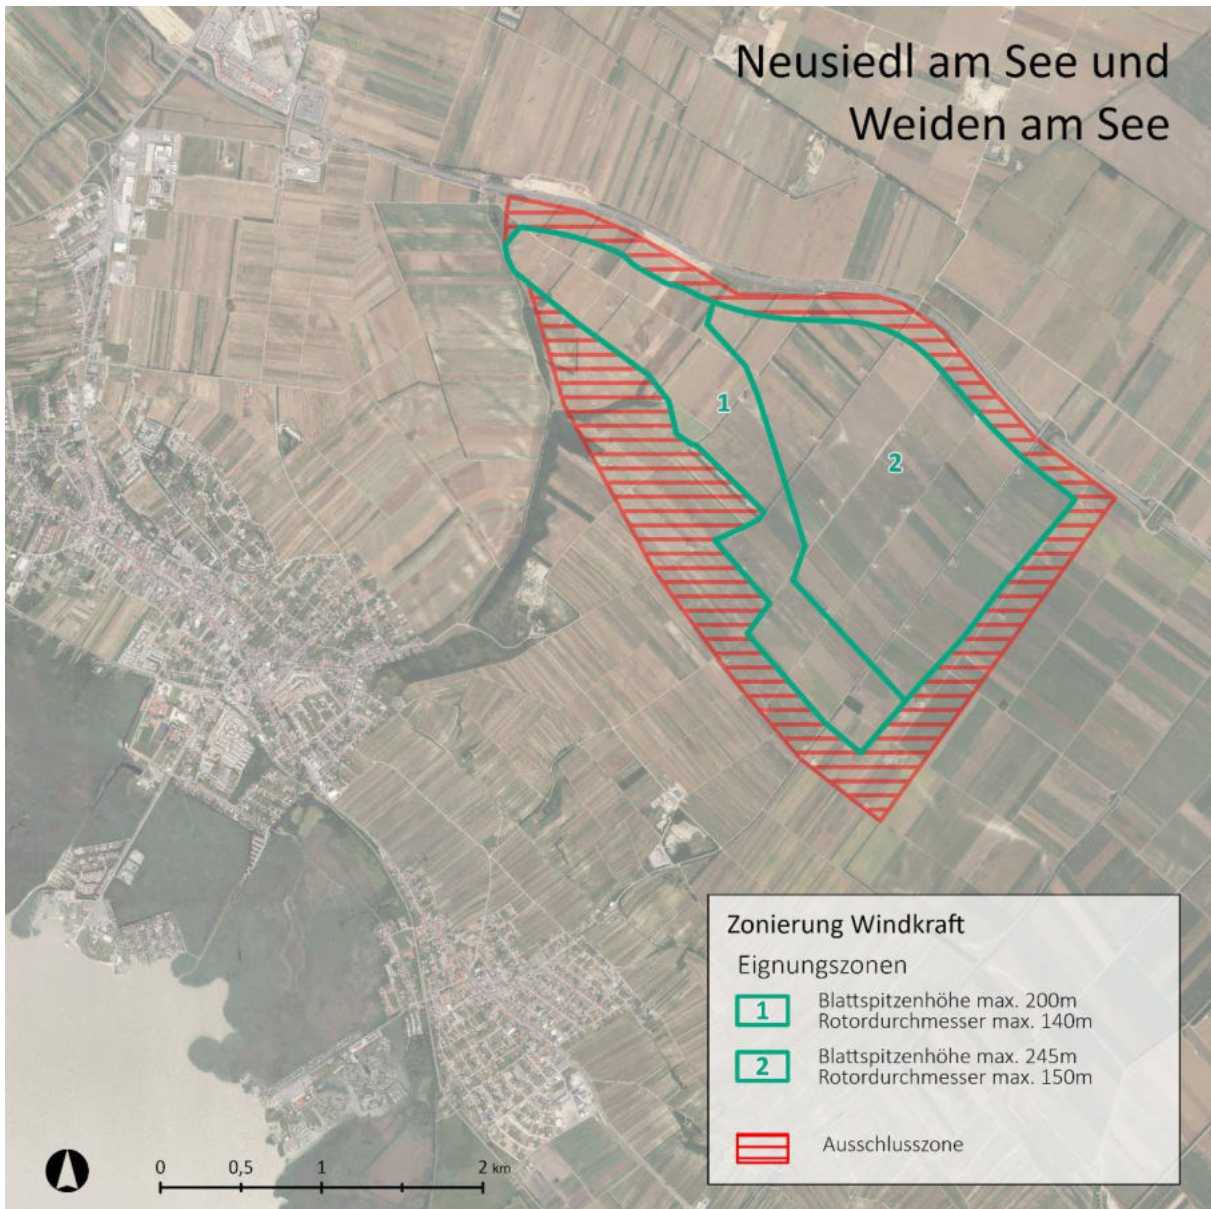 Neusiedl am See und
Weiden am See
1
2
Zonierung Windkraft
Eignungszonen
1
Blattspitzenhöhe max. 200m
Rotordurchmesser max. 140m
2
Blattspitzenhöhe max. 245m
Rotordurchmesser max. 150m
Ausschlusszone
0 0,5 1 2 km